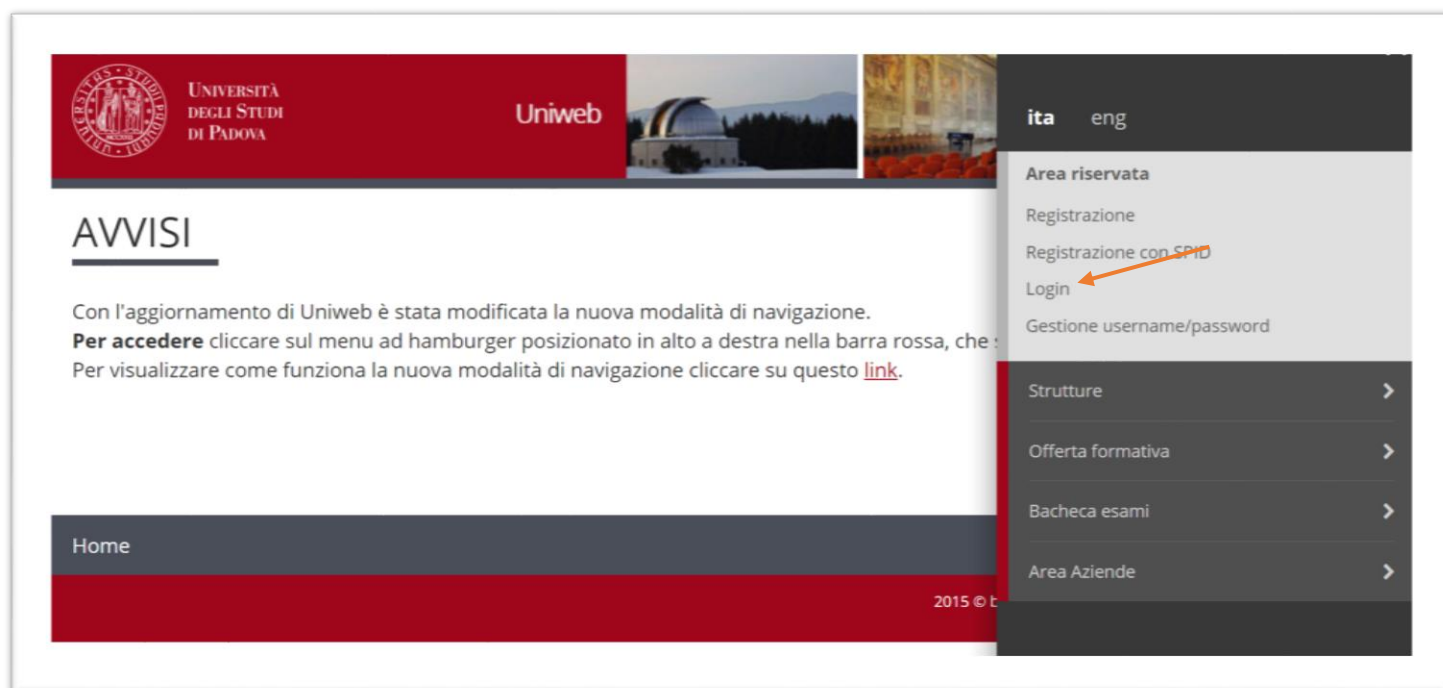 UNIVERSITÀ
DEGLI STUDI
DI PADOVA
Uniweb
AVVISI
Con l'aggiornamento di Uniweb è stata modificata la nuova modalità di navigazione.
Per accedere cliccare sul menu ad hamburger posizionato in alto a destra nella barra rossa, che
Per visualizzare come funziona la nuova modalità di navigazione cliccare su questo link.
Home
2015 ©
ita eng
Area riservata
Registrazione
Registrazione con SPID
Login
Gestione username/password
Strutture
Offerta formativa
Bacheca esami
Area Aziende